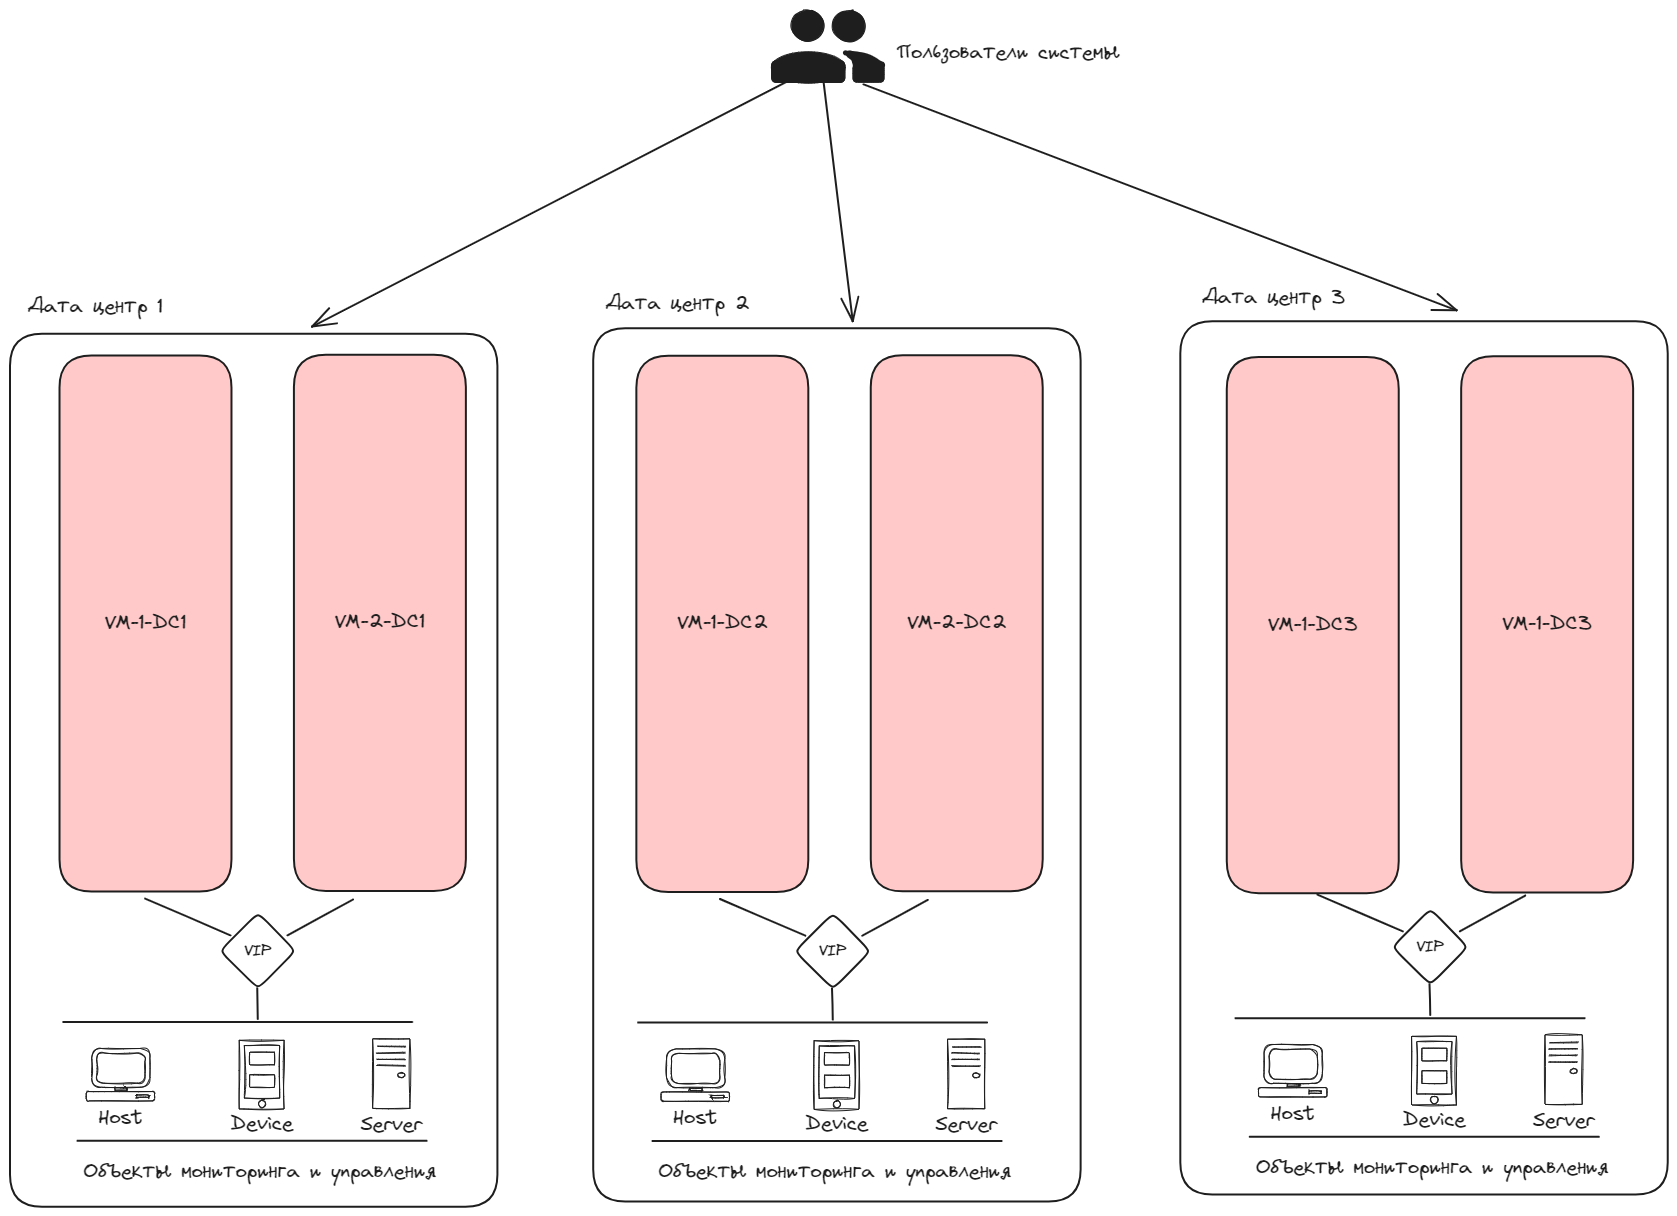 Пользователи системы
Дата центр 1
VM-1-DC1
VM-2-DC1
VIP
Host
Device
Server
Объекты мониторинга и управления
Дата центр 2
VM-1-DC2
VM-2-DC2
VIP
Host
Device
Server
Объекты мониторинга и управления
Дата центр 3
VM-1-DC3
VM-1-DC3
VIP
Host
Device
Server
Объекты мониторинга и управления